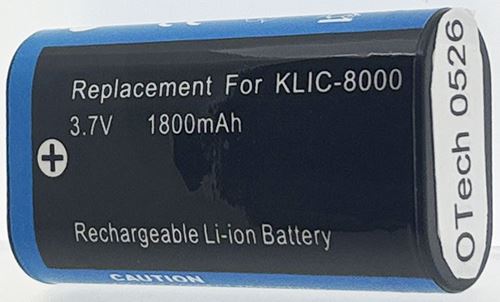 Replacement For KLIC-8000
3.7V 1800mAh
+
Rechargeable Li-ion Battery
CAUTION
OTech 0526